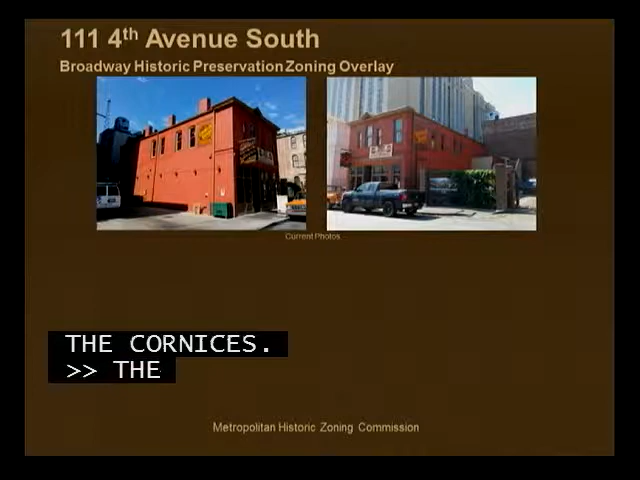 111 4th Avenue South
Broadway Historic Preservation Zoning Overlay
Current Photos
THE CORNICES.
>> THE
Metropolitan Historic Zoning Commission